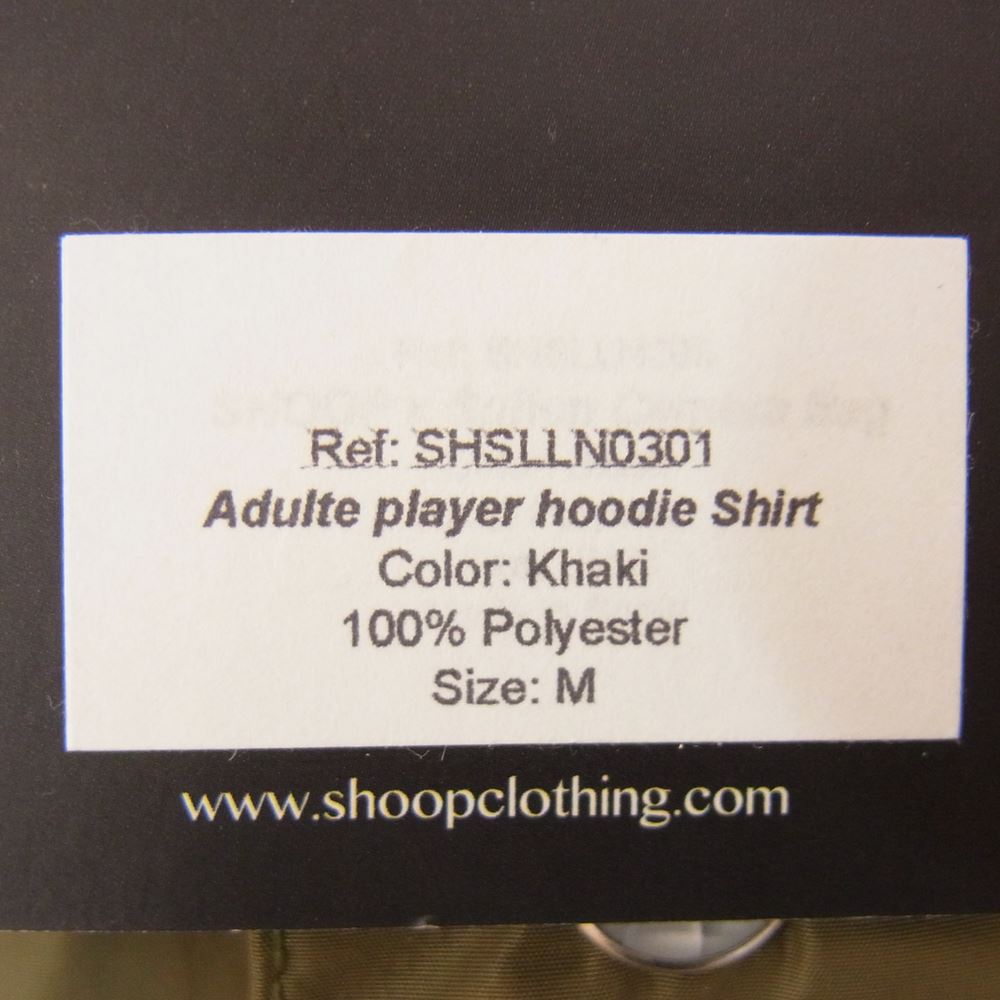 Ref: SHSLLN0301
Adulte player hoodie Shirt
Color: Khaki
100% Polyester
Size: M
www.shoopclothing.com